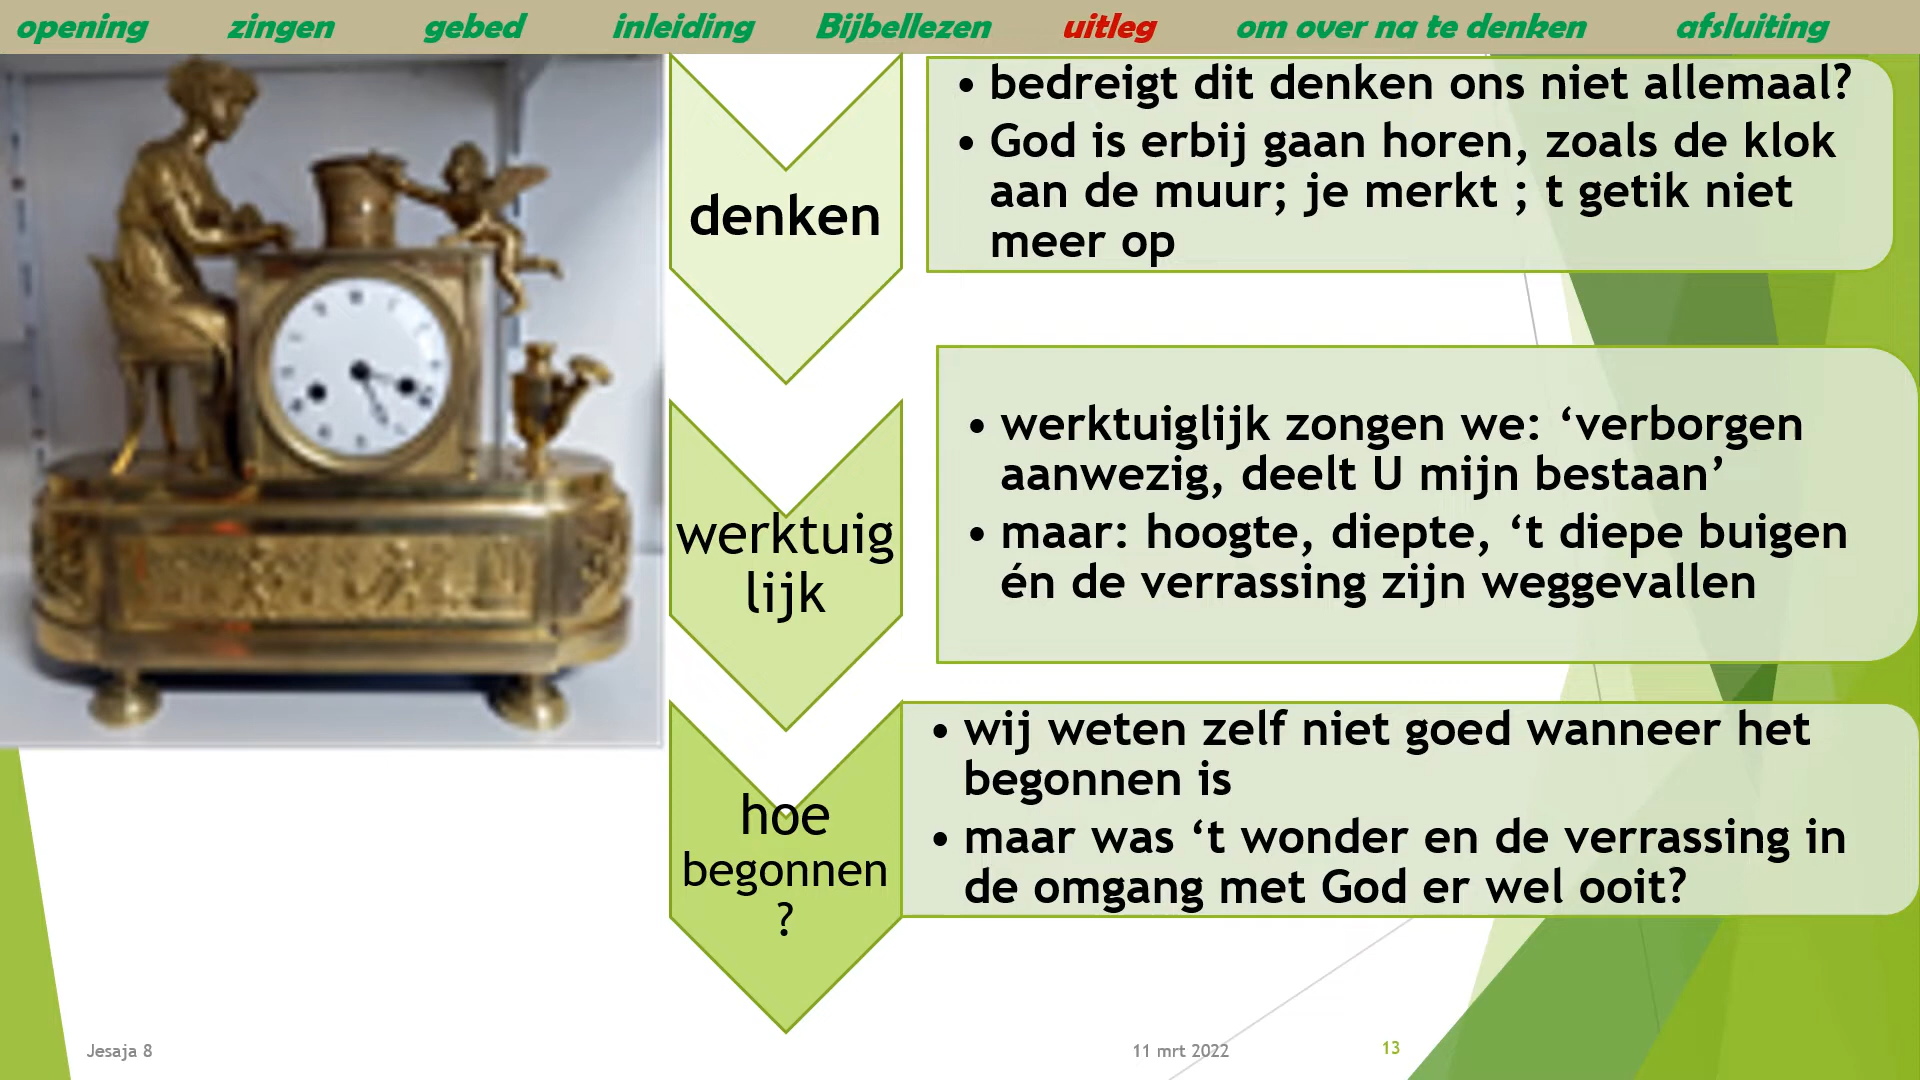 opening zingen gebed inleiding Bijbellezen uitleg om over na te denken afsluiting
denken
• bedreigt dit denken ons niet allemaal?
• God is erbij gaan horen, zoals de klok
aan de muur; je merkt ; t getik niet
meer op
werktuig
lijk
• werktuiglijk zongen we: ‘verborgen
aanwezig, deelt U mijn bestaan’
• maar: hoogte, diepte, ‘t diepe buigen
én de verrassing zijn weggevallen
hoe
begonnen
?
• wij weten zelf niet goed wanneer het
begonnen is
• maar was ‘t wonder en de verrassing in
de omgang met God er wel ooit?
Jesaja 8
11 mrt 2022
13